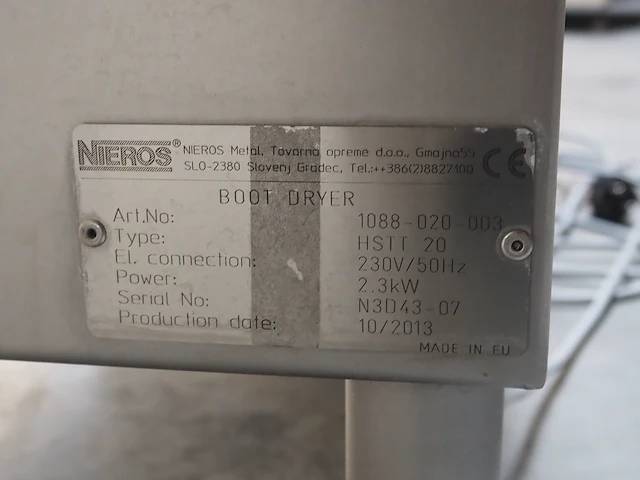 NIEROS® NIEROS Metal, Tovarna opreme d.o.o., Gmajna55
SLO-2380 Slovenj Gradec, Tel.:++386(2)8827100 CE
BOOT DRYER
Art.No: 1088-020-003
Type: HSTT 20
El. connection: 230V/50Hz
Power: 2.3kW
Serial No: N3D43-07
Production date: 10/2013
MADE IN EU